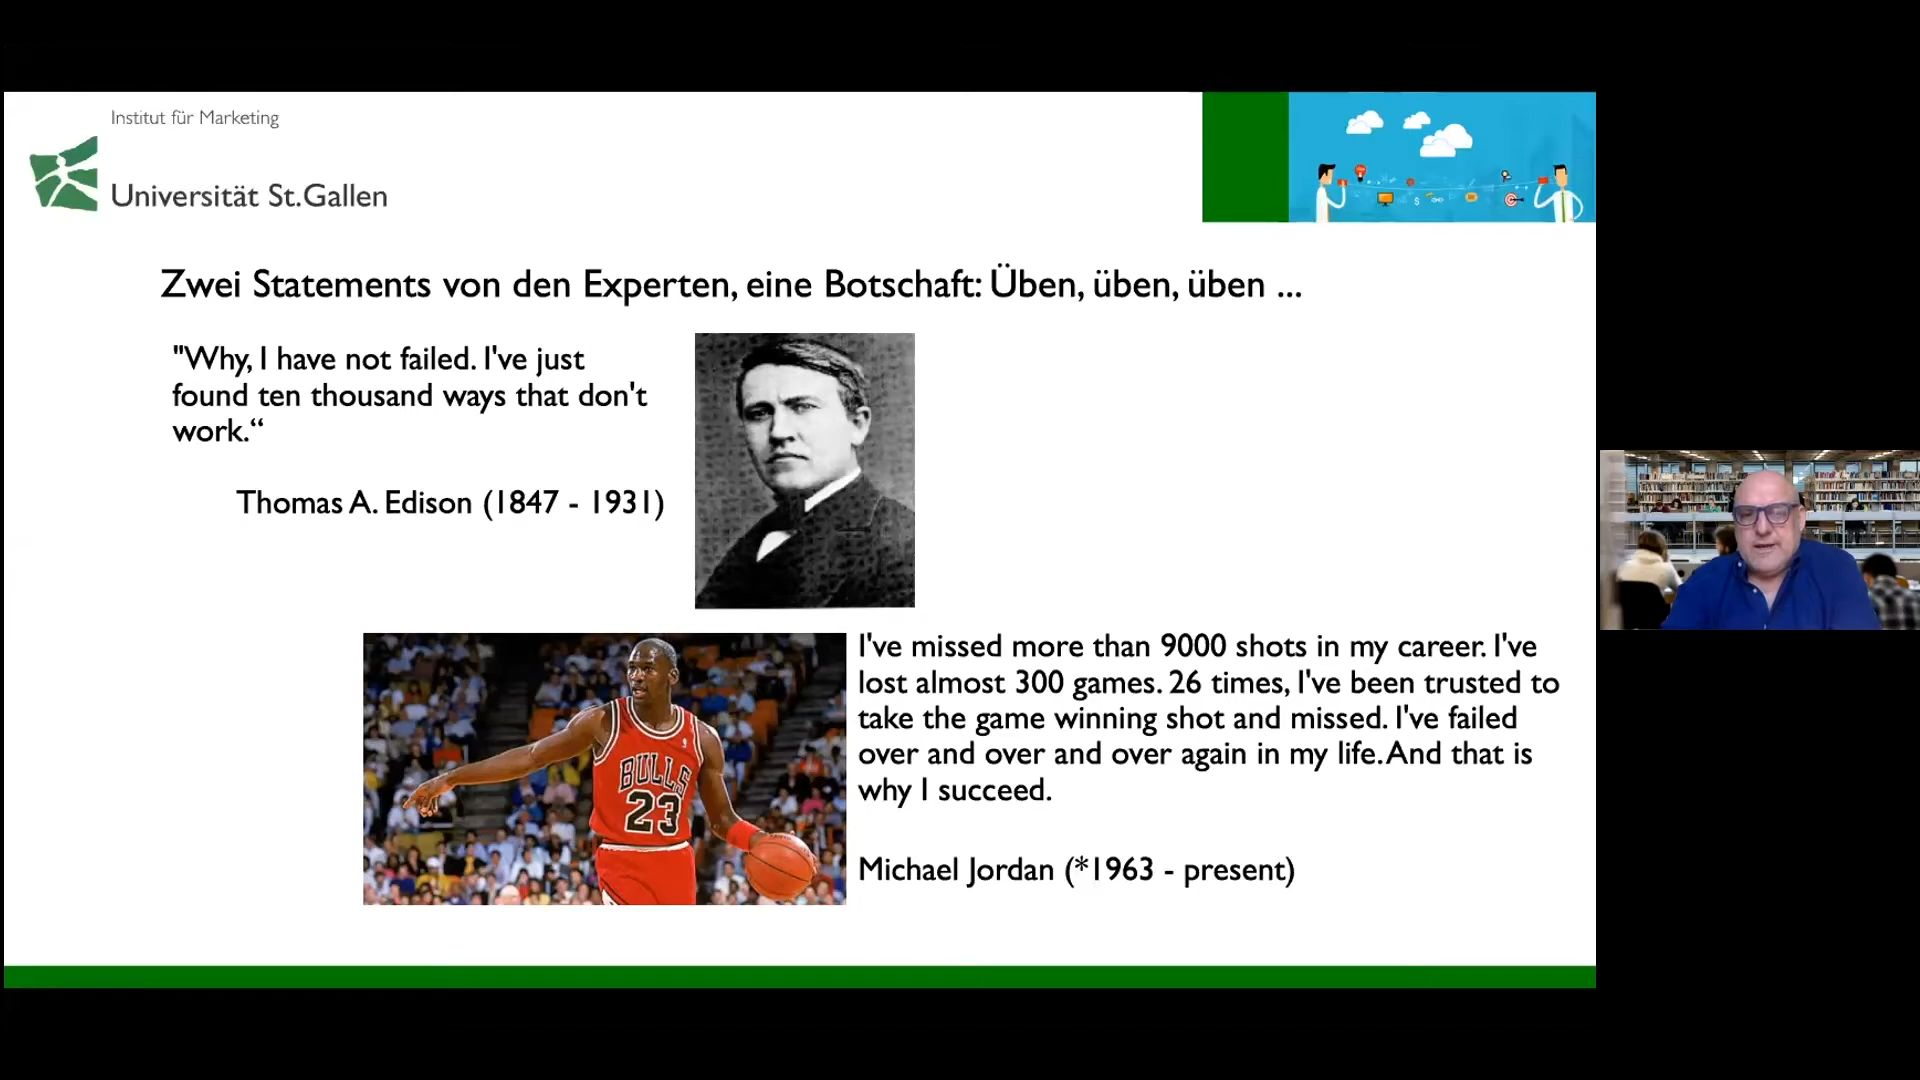 Institut für Marketing
Universität St.Gallen
Zwei Statements von den Experten, eine Botschaft: Üben, üben, üben ...
"Why, I have not failed. I've just
found ten thousand ways that don't
work.“
Thomas A. Edison (1847 - 1931)
I've missed more than 9000 shots in my career. I've
lost almost 300 games. 26 times, I've been trusted to
take the game winning shot and missed. I've failed
over and over and over again in my life. And that is
why I succeed.
Michael Jordan (*1963 - present)
BULLS
23